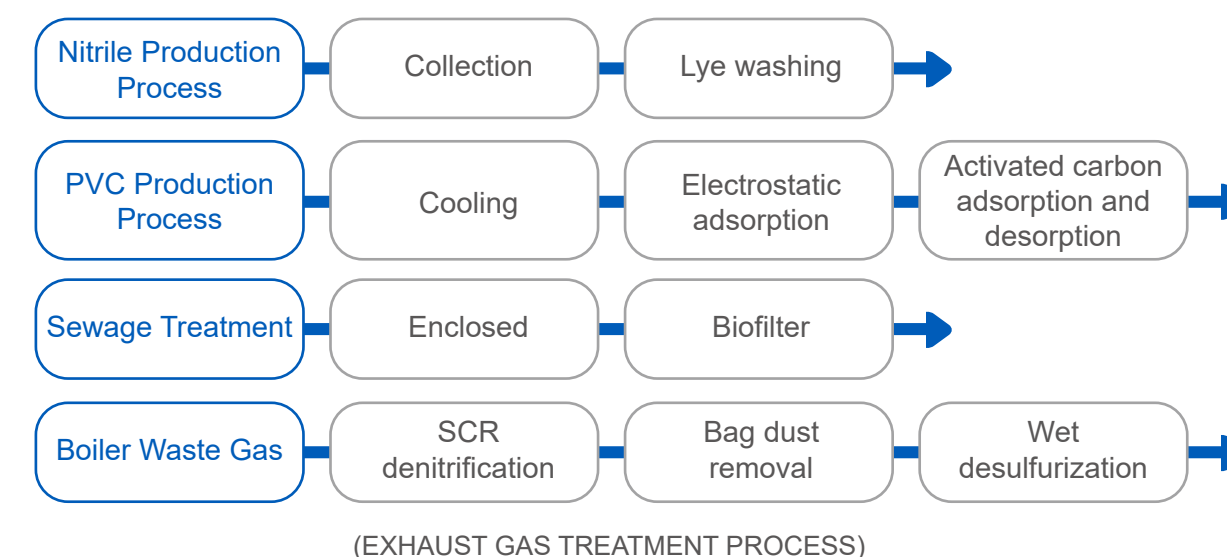 Nitrile Production
Process
Collection
Lye washing
PVC Production
Process
Cooling
Electrostatic
adsorption
Activated carbon
adsorption and
desorption
Sewage Treatment
Enclosed
Biofilter
Boiler Waste Gas
SCR
denitrification
Bag dust
removal
Wet
desulfurization
(EXHAUST GAS TREATMENT PROCESS)